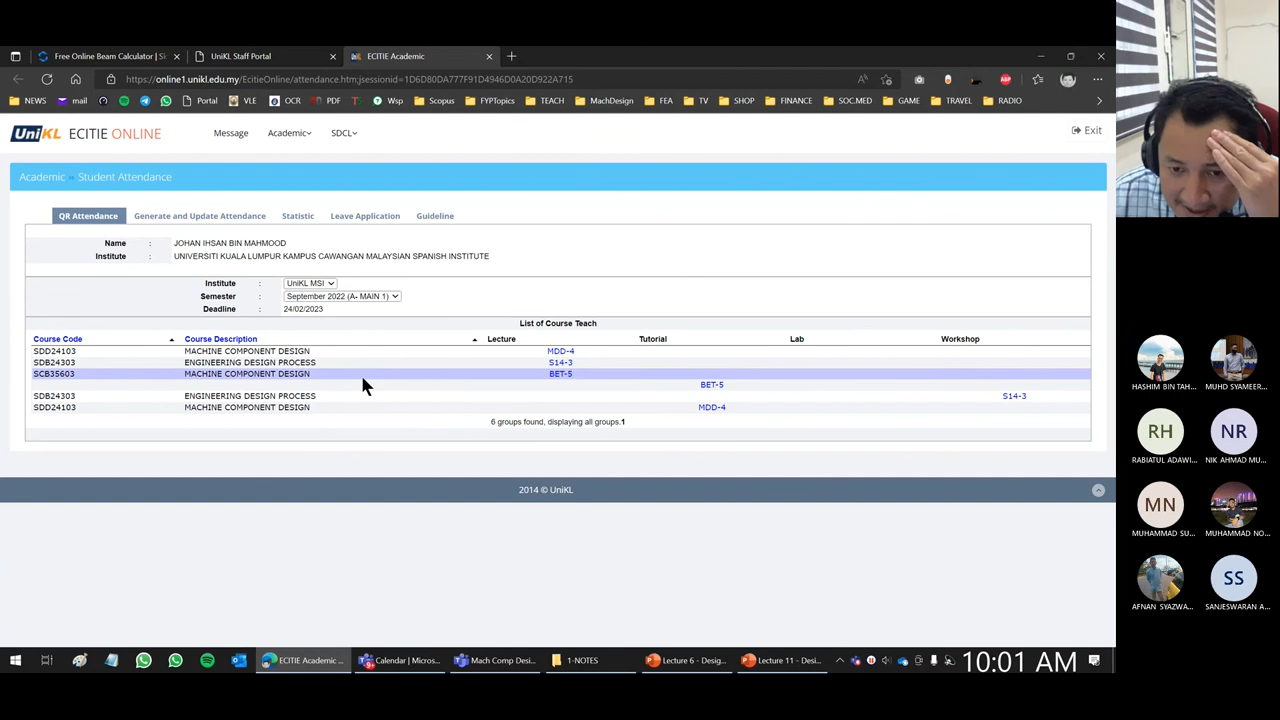 Free Online Beam Calculator | Sk
UniKL Staff Portal
ECITIE Academic
https://online1.unikl.edu.my/EcitieOnline/attendance.htm;jsessionid=1D6D80DA777F91D4946D0A20D922A715
NEWS mail Portal VLE OCR PDF Wsp Scopus FYPTopics TEACH MachDesign FEA TV SHOP FINANCE SOC.MED GAME TRAVEL RADIO
UniKL ECITIE ONLINE Message Academic SDCL Exit
Academic » Student Attendance
QR Attendance Generate and Update Attendance Statistic Leave Application Guideline
Name : JOHAN IHSAN BIN MAHMOOD
Institute : UNIVERSITI KUALA LUMPUR KAMPUS CAWANGAN MALAYSIAN SPANISH INSTITUTE
Institute : UniKL MSI
Semester : September 2022 (A- MAIN 1)
Deadline : 24/02/2023
List of Course Teach
Course Code Course Description Lecture Tutorial Lab Workshop
SDD24103 MACHINE COMPONENT DESIGN MDD-4
SDB24303 ENGINEERING DESIGN PROCESS S14-3
SCB35603 MACHINE COMPONENT DESIGN BET-5
BET-5
SDB24303 ENGINEERING DESIGN PROCESS S14-3
SDD24103 MACHINE COMPONENT DESIGN MDD-4
6 groups found, displaying all groups.1
2014 © UniKL
HASHIM BIN TAH...
MUHD SYAMEER...
RH
RABIATUL ADAWI...
NR
NIK AHMAD MU...
MN
MUHAMMAD SU...
MUHAMMAD NO...
AFNAN SYAZWA...
SS
SANJESWARAN A...
ECITIE Academic ... Calendar | Micros... Mach Comp Desi... 1-NOTES Lecture 6 - Desig... Lecture 11 - Desi... 10:01 AM